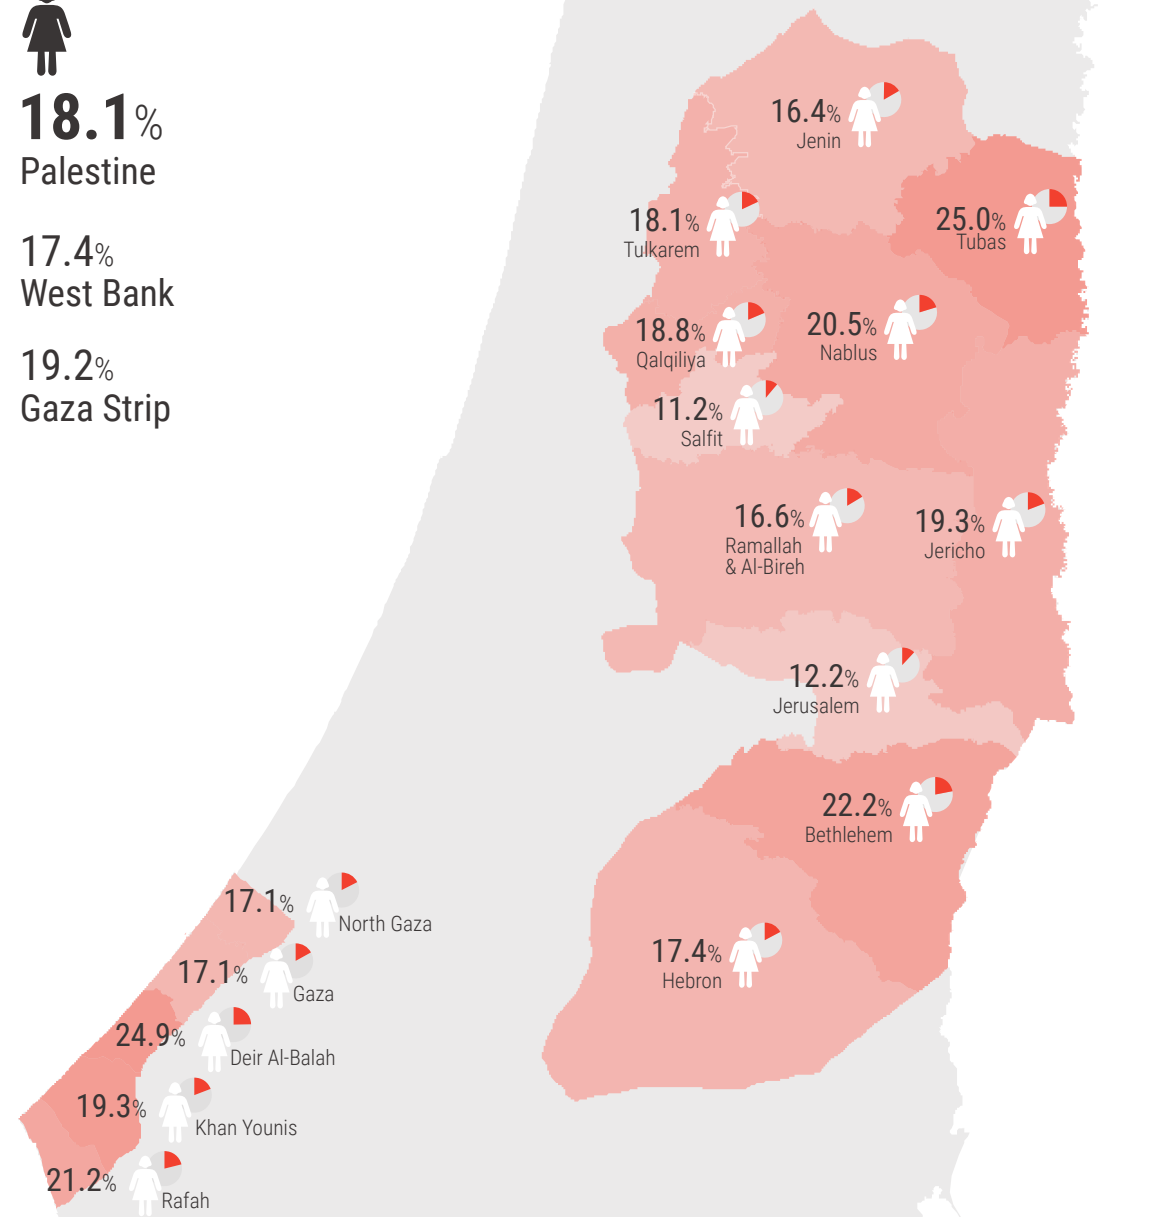 18.1%
Palestine
17.4%
West Bank
19.2%
Gaza Strip
16.4%
Jenin
18.1%
Tulkarem
25.0%
Tubas
18.8%
Qalqiliya
20.5%
Nablus
11.2%
Salfit
16.6%
Ramallah
& Al-Bireh
19.3%
Jericho
12.2%
Jerusalem
22.2%
Bethlehem
17.4%
Hebron
17.1%
North Gaza
17.1%
Gaza
24.9%
Deir Al-Balah
19.3%
Khan Younis
21.2%
Rafah